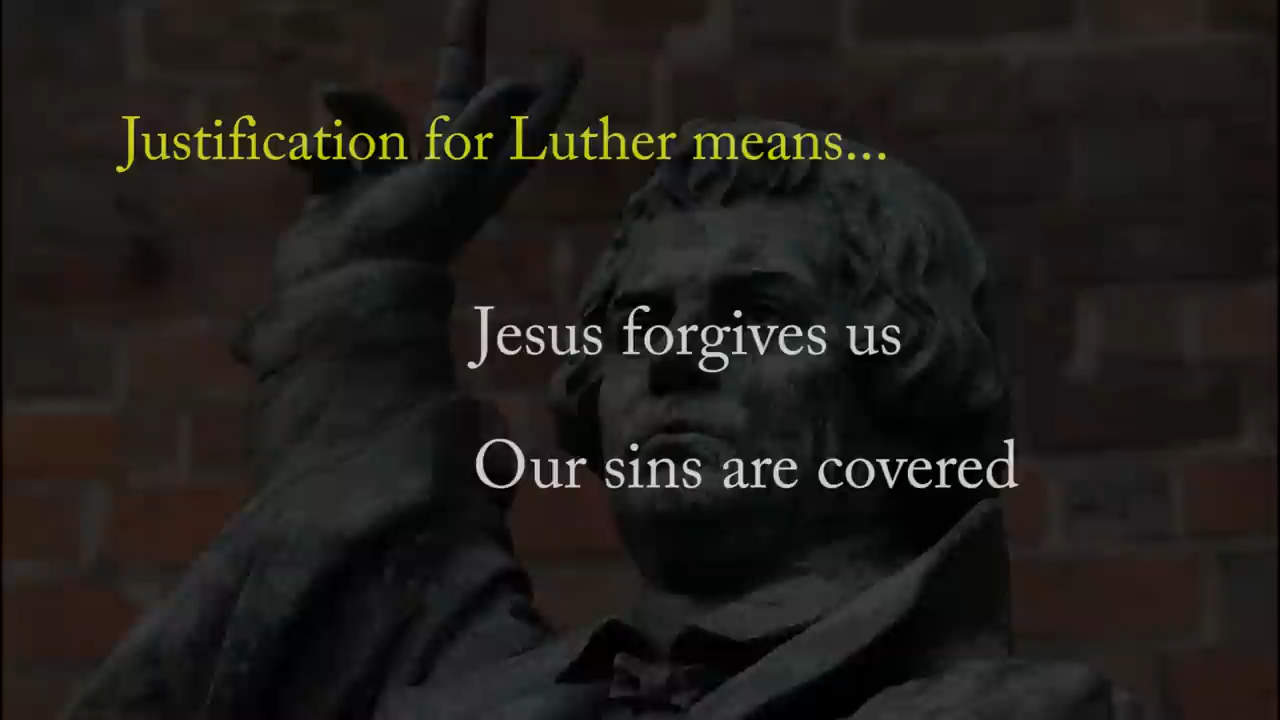 Justification for Luther means...
Jesus forgives us
Our sins are covered